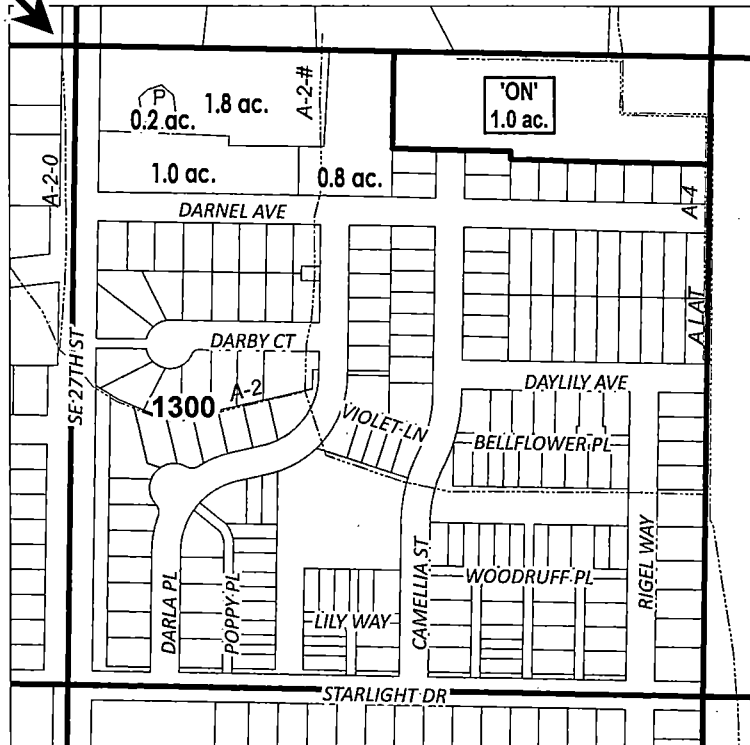 A-2-#
'ON'
1.0 ac.
P
1.8 ac.
0.2 ac.
A-2-0
1.0 ac.
0.8 ac.
A-4
DARNEL AVE
A LAT
SE 27TH ST
DARBY CT
DAYLILY AVE
A-2
1300
VIOLET LN
BELLFLOWER PL
RIGEL WAY
CAMELLIA ST
WOODRUFF PL
DARLA PL
POPPY PL
LILY WAY
STARLIGHT DR